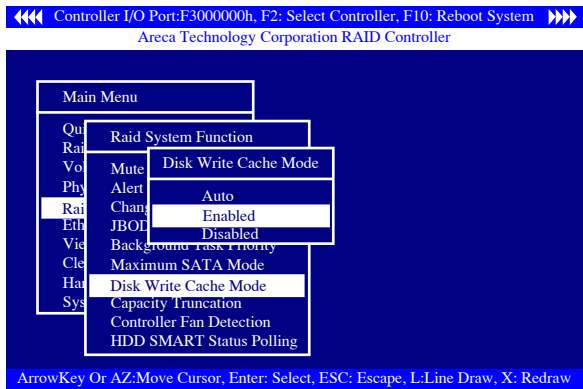 Controller I/O Port:F3000000h, F2: Select Controller, F10: Reboot System
Areca Technology Corporation RAID Controller
Main Menu
Qu
Rai
Vol
Phy
Rai
Eth
Vie
Cle
Har
Sys
Raid System Function
Mute
Alert
Chang
JBOD
Background Task Priority
Maximum SATA Mode
Disk Write Cache Mode
Capacity Truncation
Controller Fan Detection
HDD SMART Status Polling
Disk Write Cache Mode
Auto
Enabled
Disabled
ArrowKey Or AZ:Move Cursor, Enter: Select, ESC: Escape, L:Line Draw, X: Redraw